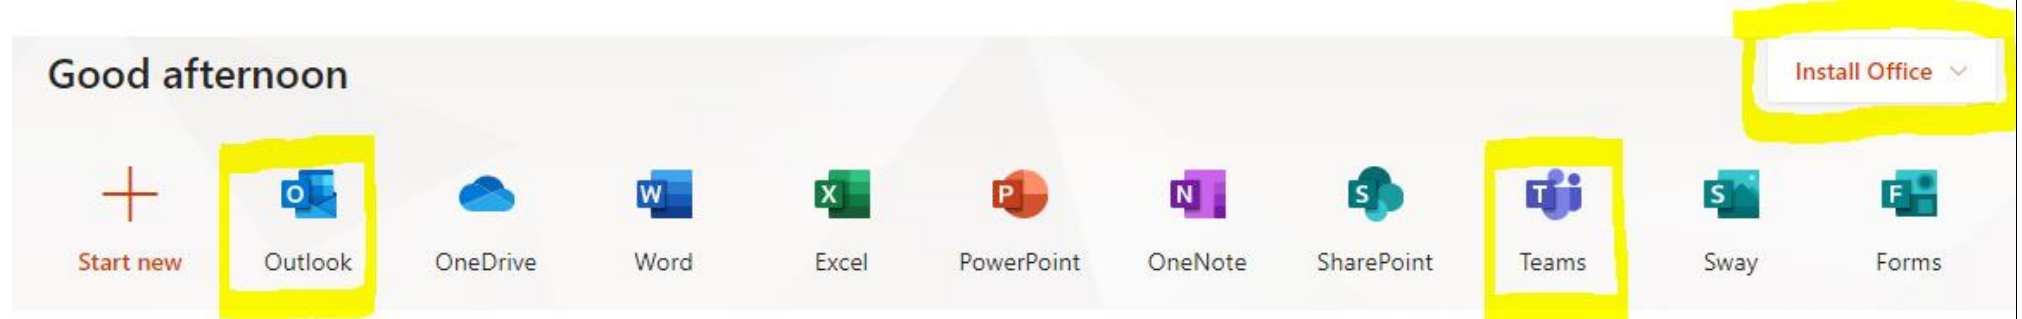 Good afternoon
Install Office
O
W
X
P
N
S
T
S
F
Start new
Outlook
OneDrive
Word
Excel
PowerPoint
OneNote
SharePoint
Teams
Sway
Forms